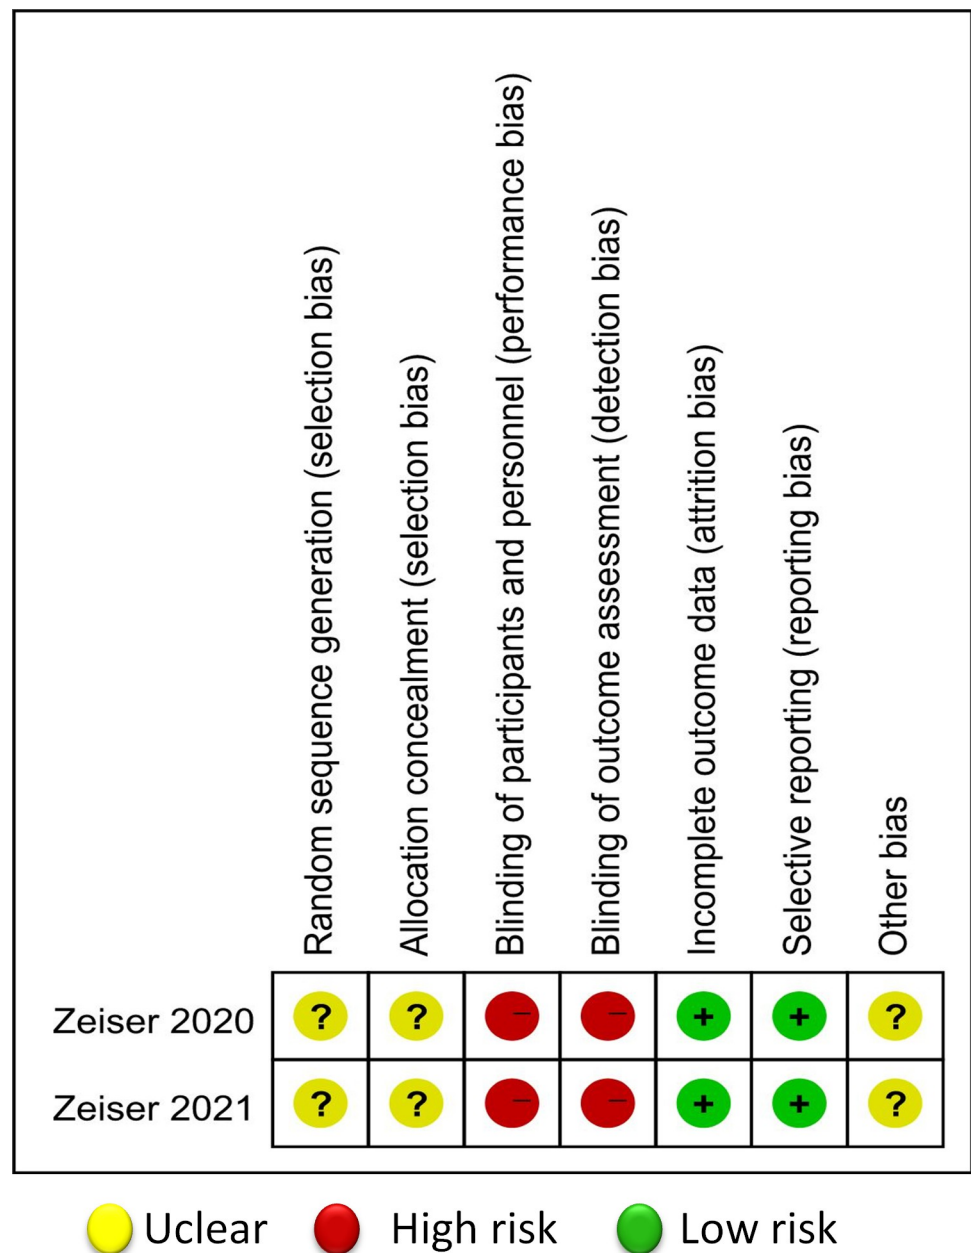 Random sequence generation (selection bias)
Allocation concealment (selection bias)
Blinding of participants and personnel (performance bias)
Blinding of outcome assessment (detection bias)
Incomplete outcome data (attrition bias)
Selective reporting (reporting bias)
Other bias
Zeiser 2020 ? ? – – + + ?
Zeiser 2021 ? ? – – + + ?
Uclear High risk Low risk